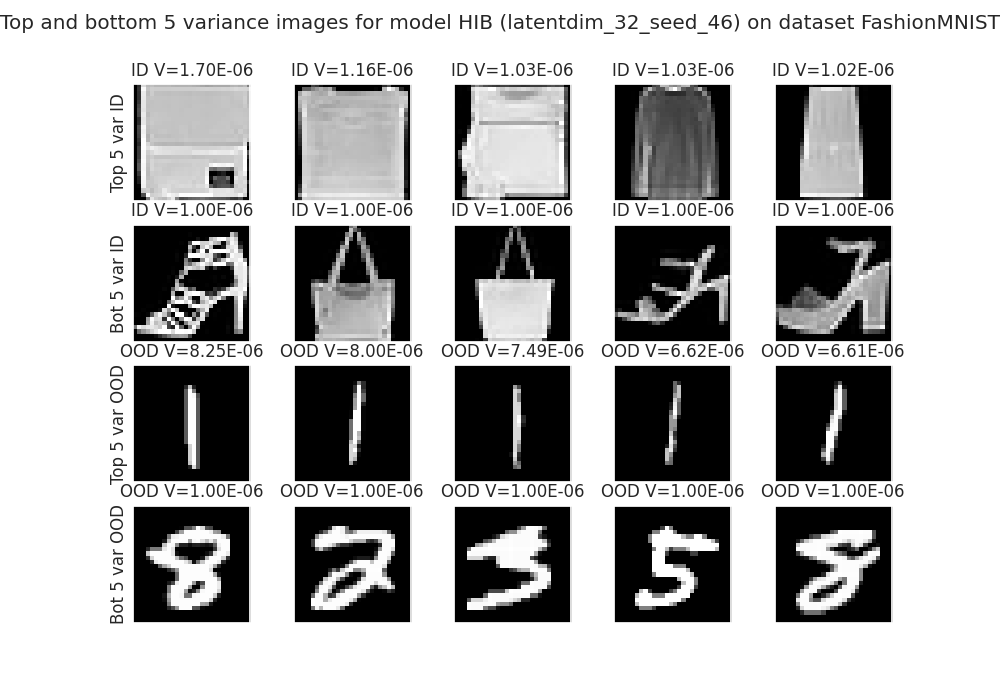 Top and bottom 5 variance images for model HIB (latentdim_32_seed_46) on dataset FashionMNIST
ID V=1.70E-06 ID V=1.16E-06 ID V=1.03E-06 ID V=1.03E-06 ID V=1.02E-06
Top 5 var ID
ID V=1.00E-06 ID V=1.00E-06 ID V=1.00E-06 ID V=1.00E-06 ID V=1.00E-06
Bot 5 var ID
OOD V=8.25E-06 OOD V=8.00E-06 OOD V=7.49E-06 OOD V=6.62E-06 OOD V=6.61E-06
Top 5 var OOD
OOD V=1.00E-06 OOD V=1.00E-06 OOD V=1.00E-06 OOD V=1.00E-06 OOD V=1.00E-06
Bot 5 var OOD
8 2 3 5 8